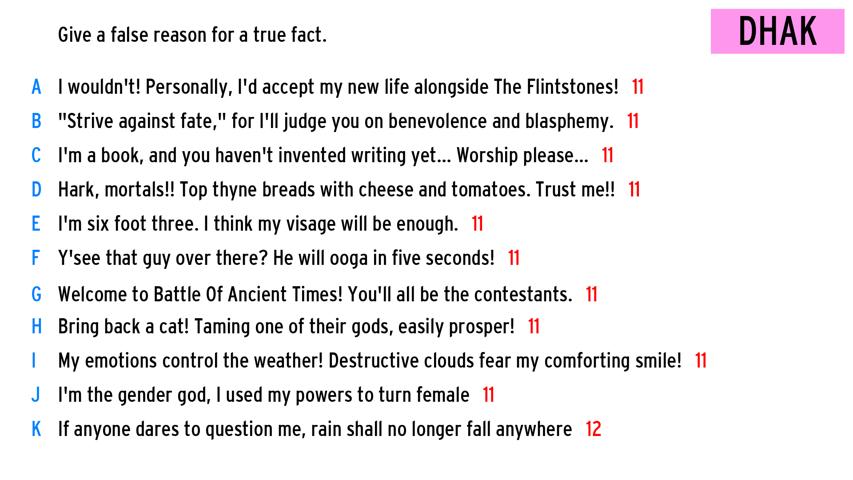 Give a false reason for a true fact.
DHAK
A I wouldn't! Personally, I'd accept my new life alongside The Flintstones! 11
B "Strive against fate," for I'll judge you on benevolence and blasphemy. 11
C I'm a book, and you haven't invented writing yet... Worship please... 11
D Hark, mortals!! Top thyne breads with cheese and tomatoes. Trust me!! 11
E I'm six foot three. I think my visage will be enough. 11
F Y'see that guy over there? He will ooga in five seconds! 11
G Welcome to Battle Of Ancient Times! You'll all be the contestants. 11
H Bring back a cat! Taming one of their gods, easily prosper! 11
I My emotions control the weather! Destructive clouds fear my comforting smile! 11
J I'm the gender god, I used my powers to turn female 11
K If anyone dares to question me, rain shall no longer fall anywhere 12